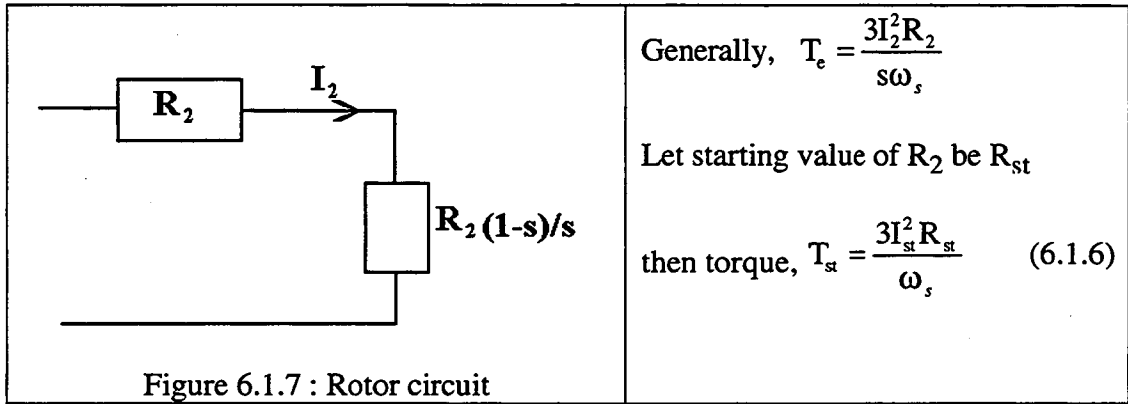 R₂
I₂
R₂(1-s)/s
Figure 6.1.7 : Rotor circuit
Generally, Tₑ = 3I₂²R₂ / sωₛ
Let starting value of R₂ be Rₛₜ
then torque, Tₛₜ = 3Iₛₜ²Rₛₜ / ωₛ (6.1.6)